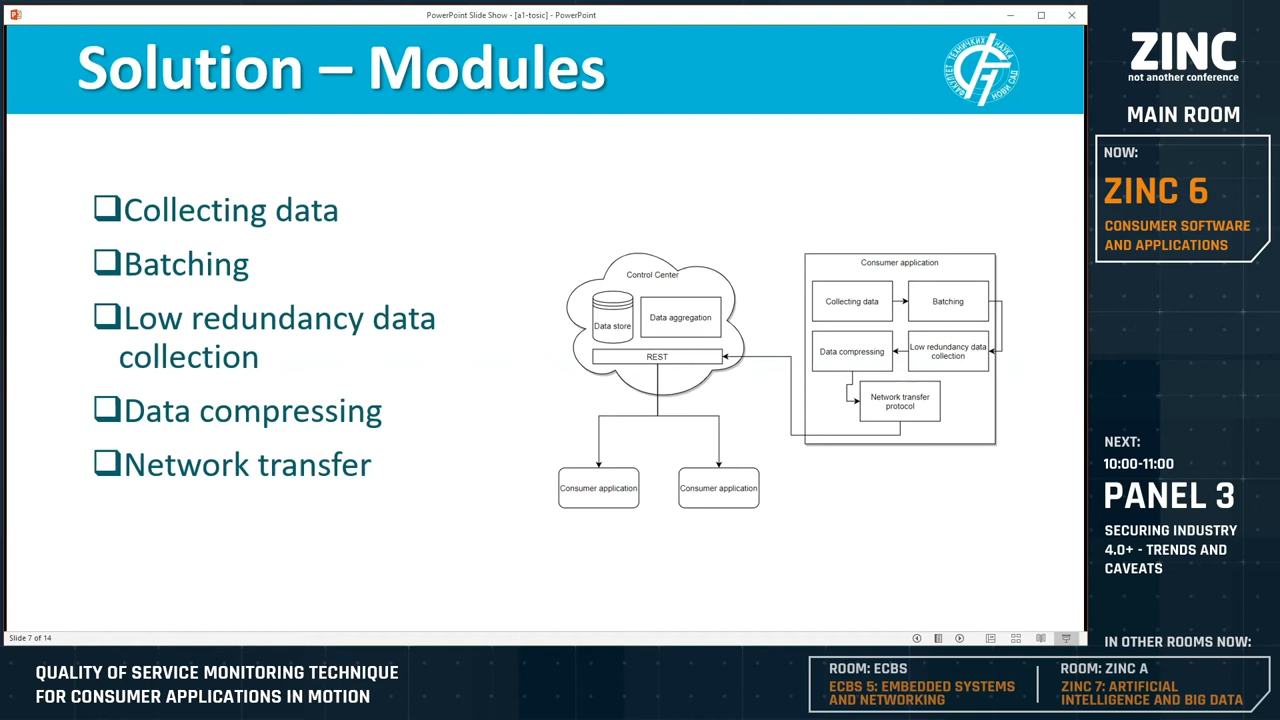 PowerPoint Slide Show - [a1-tosic] - PowerPoint
Solution – Modules
ФАКУЛТЕТ ТЕХНИЧКИХ НАУКА
НОВИ САД
Collecting data
Batching
Low redundancy data
collection
Data compressing
Network transfer
Control Center
Data store
Data aggregation
REST
Consumer application
Consumer application
Consumer application
Collecting data
Batching
Data compressing
Low redundancy data
collection
Network transfer
protocol
Slide 7 of 14
ZINC
not another conference
MAIN ROOM
NOW:
ZINC 6
CONSUMER SOFTWARE
AND APPLICATIONS
NEXT:
10:00-11:00
PANEL 3
SECURING INDUSTRY
4.0+ - TRENDS AND
CAVEATS
IN OTHER ROOMS NOW:
QUALITY OF SERVICE MONITORING TECHNIQUE
FOR CONSUMER APPLICATIONS IN MOTION
ROOM: ECBS
ECBS 5: EMBEDDED SYSTEMS
AND NETWORKING
ROOM: ZINC A
ZINC 7: ARTIFICIAL
INTELLIGENCE AND BIG DATA